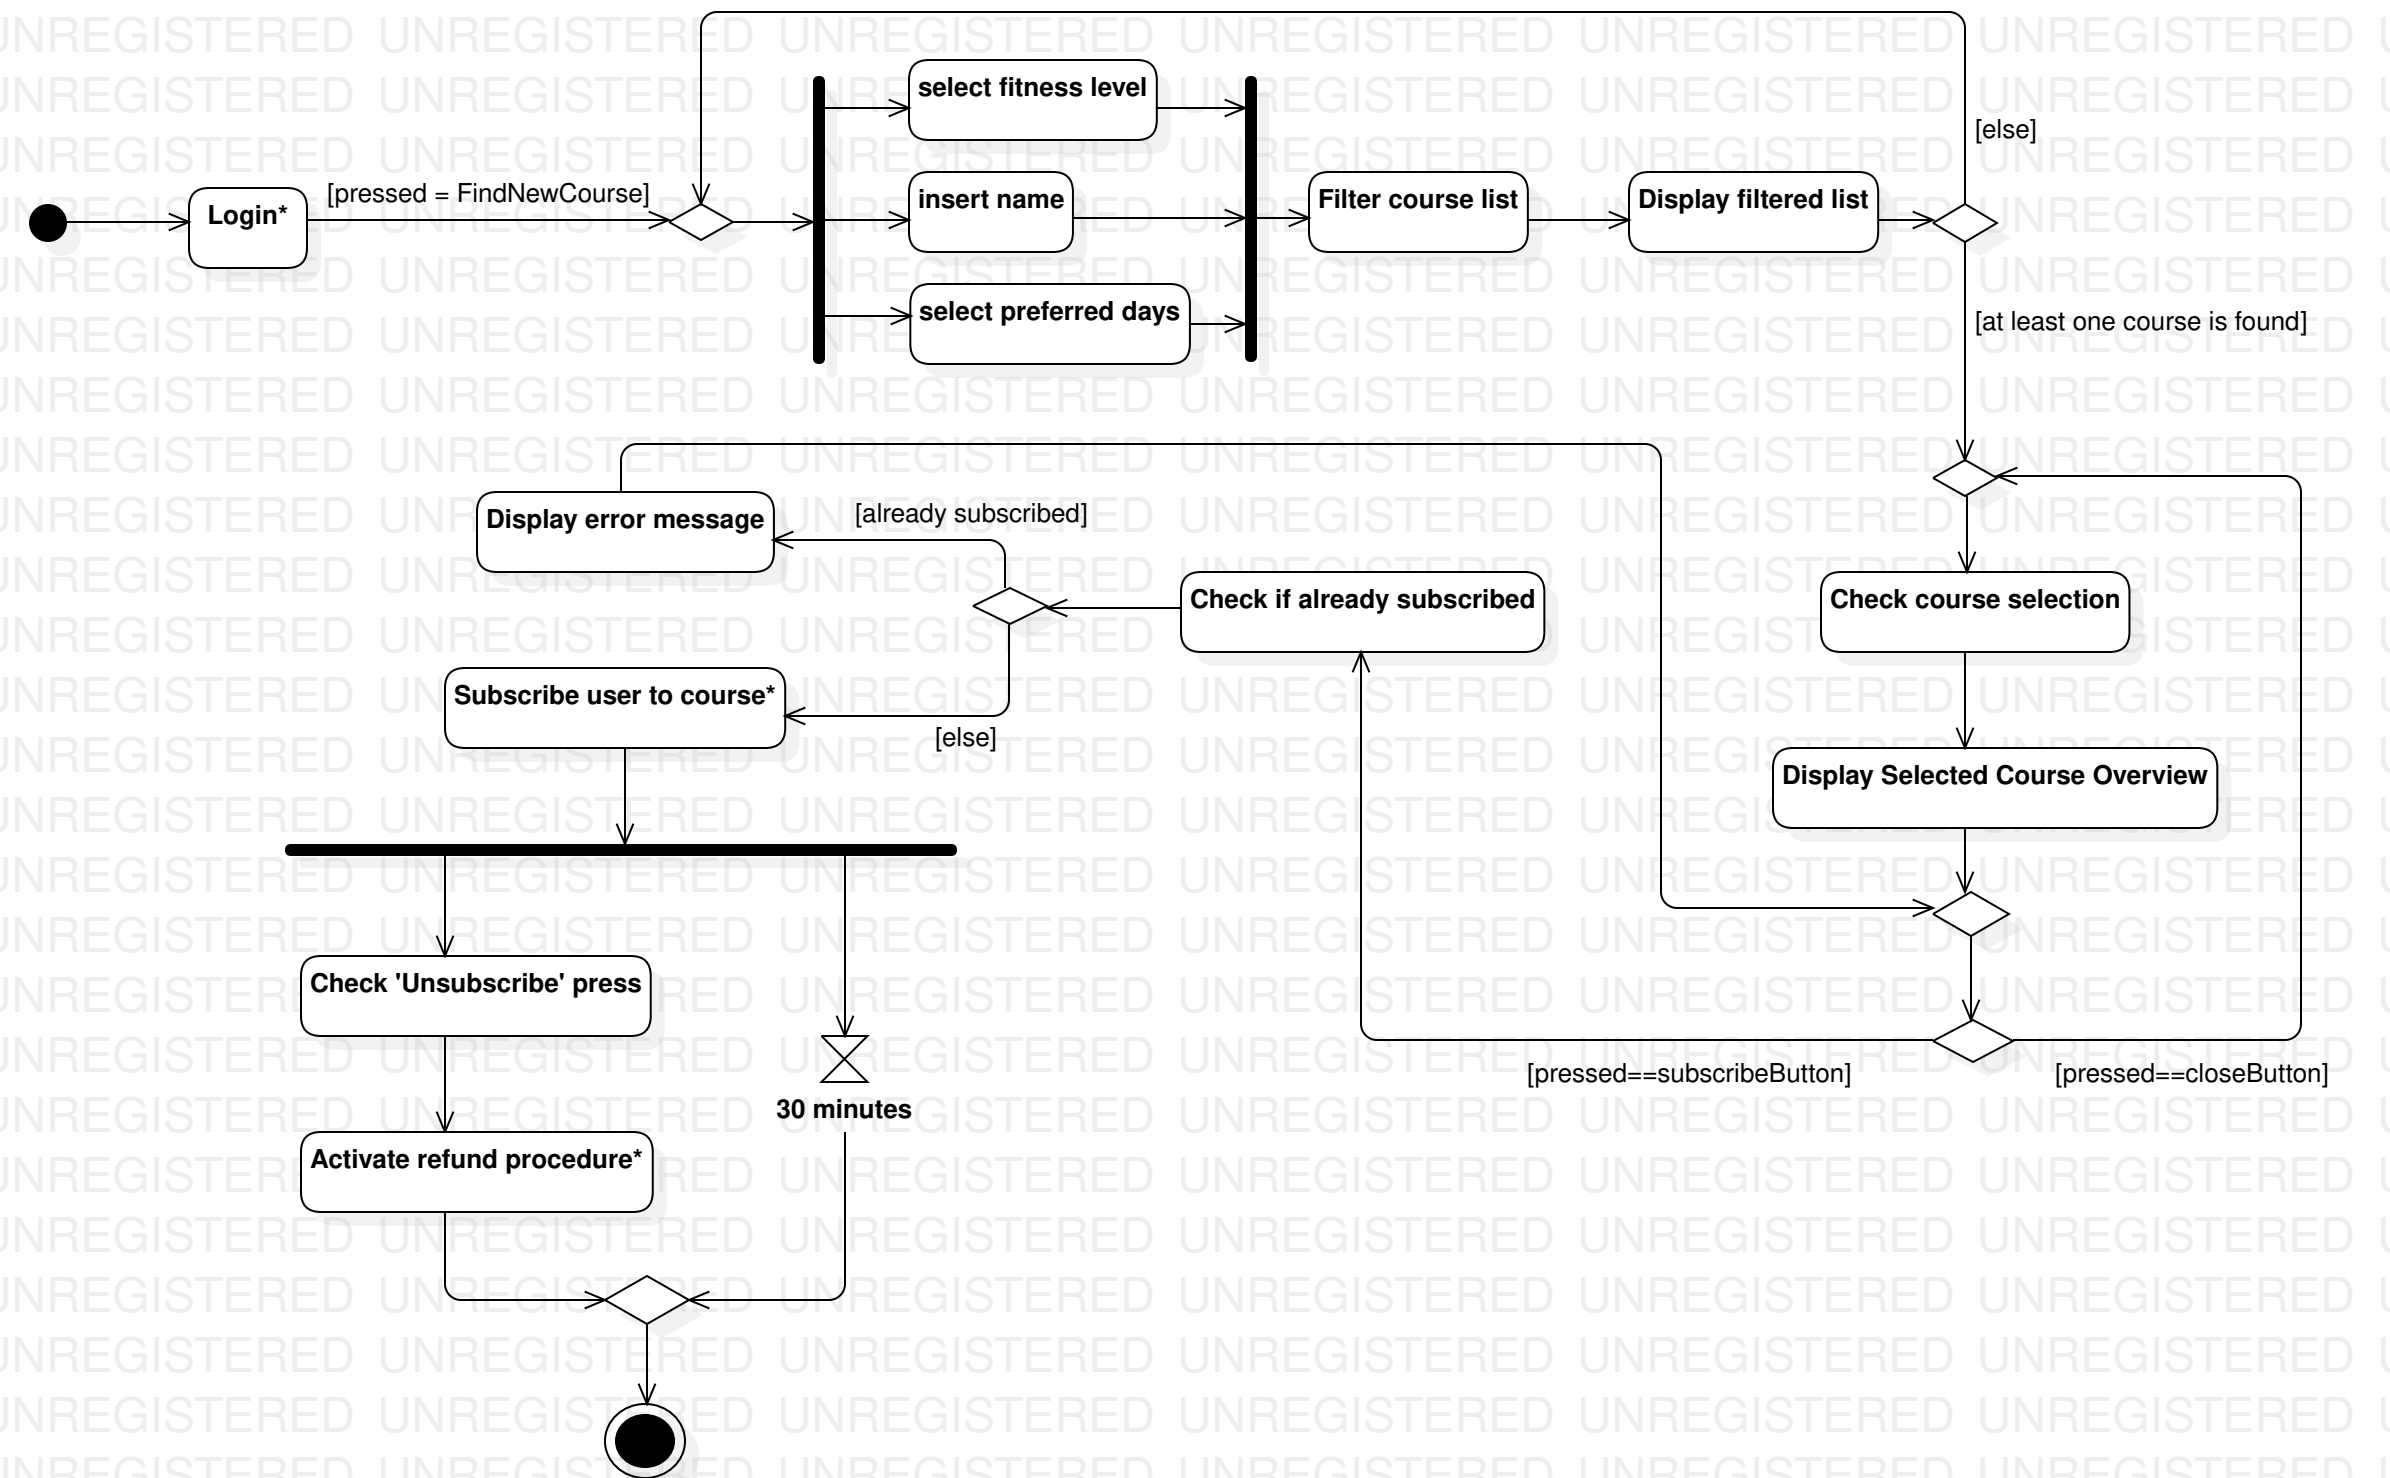 [else]
select fitness level
[pressed = FindNewCourse]
Login*
insert name
Filter course list
Display filtered list
select preferred days
[at least one course is found]
Display error message
[already subscribed]
Check if already subscribed
Check course selection
Subscribe user to course*
[else]
Display Selected Course Overview
Check 'Unsubscribe' press
30 minutes
[pressed==subscribeButton]
[pressed==closeButton]
Activate refund procedure*
UNREGISTERED